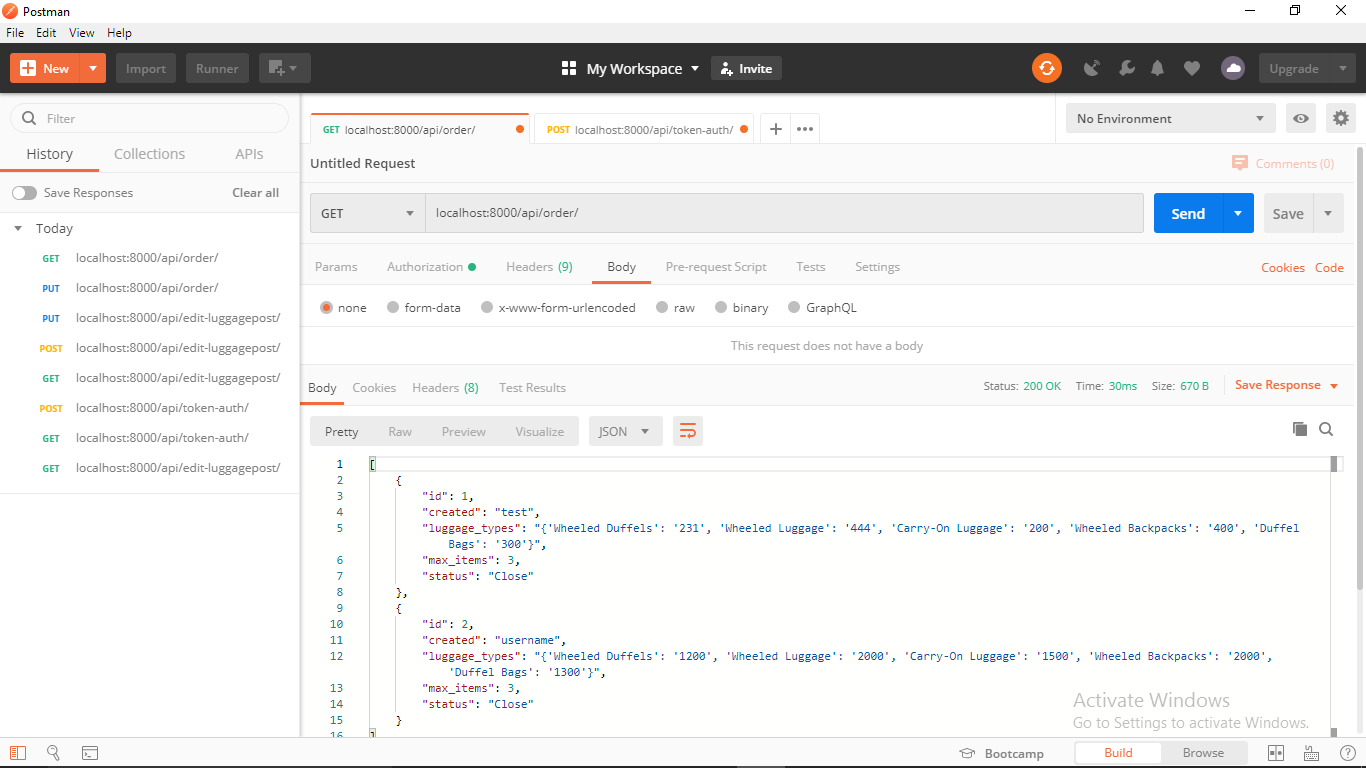 Postman
File Edit View Help
New Import Runner My Workspace Invite Upgrade
Filter
History Collections APIs
Save Responses Clear all
Today
GET localhost:8000/api/order/
PUT localhost:8000/api/order/
PUT localhost:8000/api/edit-luggagepost/
POST localhost:8000/api/edit-luggagepost/
GET localhost:8000/api/edit-luggagepost/
POST localhost:8000/api/token-auth/
GET localhost:8000/api/token-auth/
GET localhost:8000/api/edit-luggagepost/
GET localhost:8000/api/order/ POST localhost:8000/api/token-auth/ No Environment
Untitled Request Comments (0)
GET localhost:8000/api/order/ Send Save
Params Authorization Headers (9) Body Pre-request Script Tests Settings Cookies Code
none form-data x-www-form-urlencoded raw binary GraphQL
This request does not have a body
Body Cookies Headers (8) Test Results Status: 200 OK Time: 30ms Size: 670 B Save Response
Pretty Raw Preview Visualize JSON
1 [
2 {
3 "id": 1,
4 "created": "test",
5 "luggage_types": "{'Wheeled Duffels': '231', 'Wheeled Luggage': '444', 'Carry-On Luggage': '200', 'Wheeled Backpacks': '400', 'Duffel
Bags': '300'}",
6 "max_items": 3,
7 "status": "Close"
8 },
9 {
10 "id": 2,
11 "created": "username",
12 "luggage_types": "{'Wheeled Duffels': '1200', 'Wheeled Luggage': '2000', 'Carry-On Luggage': '1500', 'Wheeled Backpacks': '2000',
'Duffel Bags': '1300'}",
13 "max_items": 3,
14 "status": "Close"
15 }
16 ]
Activate Windows
Go to Settings to activate Windows.
Bootcamp Build Browse